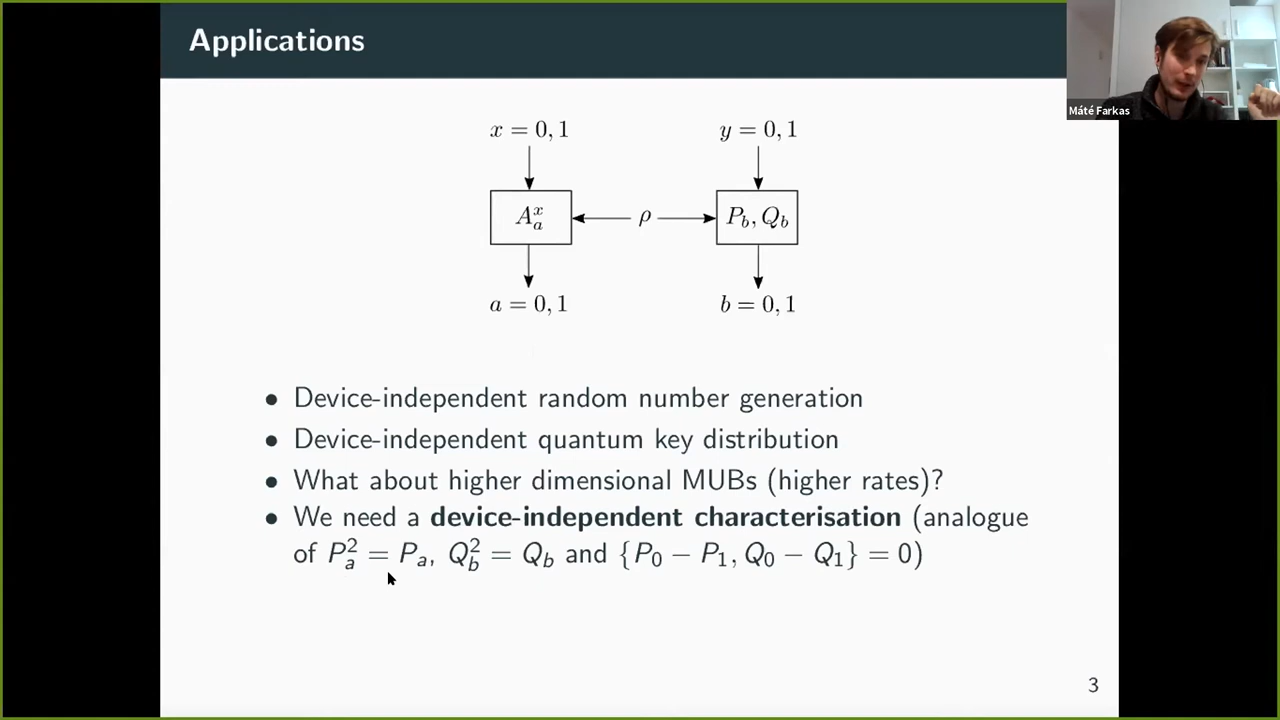 Applications
Máté Farkas
x = 0, 1
y = 0, 1
A_a^x
ρ
P_b, Q_b
a = 0, 1
b = 0, 1
• Device-independent random number generation
• Device-independent quantum key distribution
• What about higher dimensional MUBs (higher rates)?
• We need a device-independent characterisation (analogue
of P_a^2 = P_a, Q_b^2 = Q_b and {P_0 − P_1, Q_0 − Q_1} = 0)
3